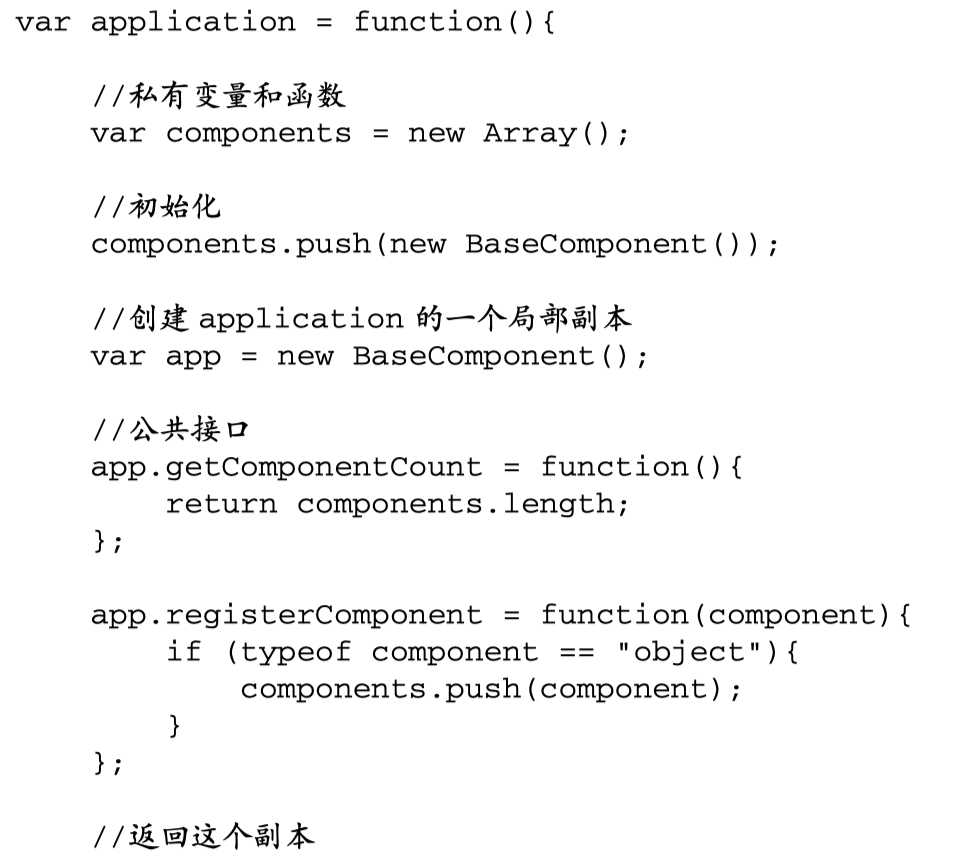 var application = function(){
//私有变量和函数
var components = new Array();
//初始化
components.push(new BaseComponent());
//创建 application 的一个局部副本
var app = new BaseComponent();
//公共接口
app.getComponentCount = function(){
return components.length;
};
app.registerComponent = function(component){
if (typeof component == "object"){
components.push(component);
}
};
//返回这个副本